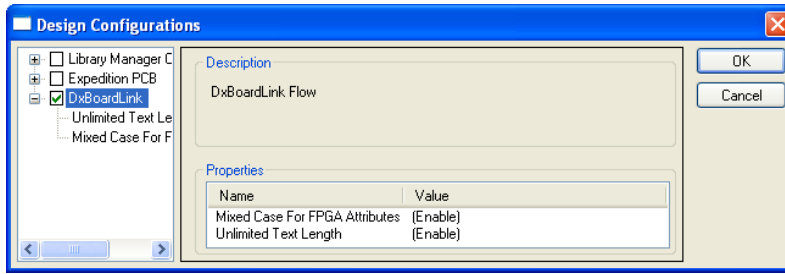 Design Configurations
Library Manager C
Expedition PCB
DxBoardLink
Unlimited Text Le
Mixed Case For F
Description
DxBoardLink Flow
Properties
Name Value
Mixed Case For FPGA Attributes (Enable)
Unlimited Text Length (Enable)
OK
Cancel